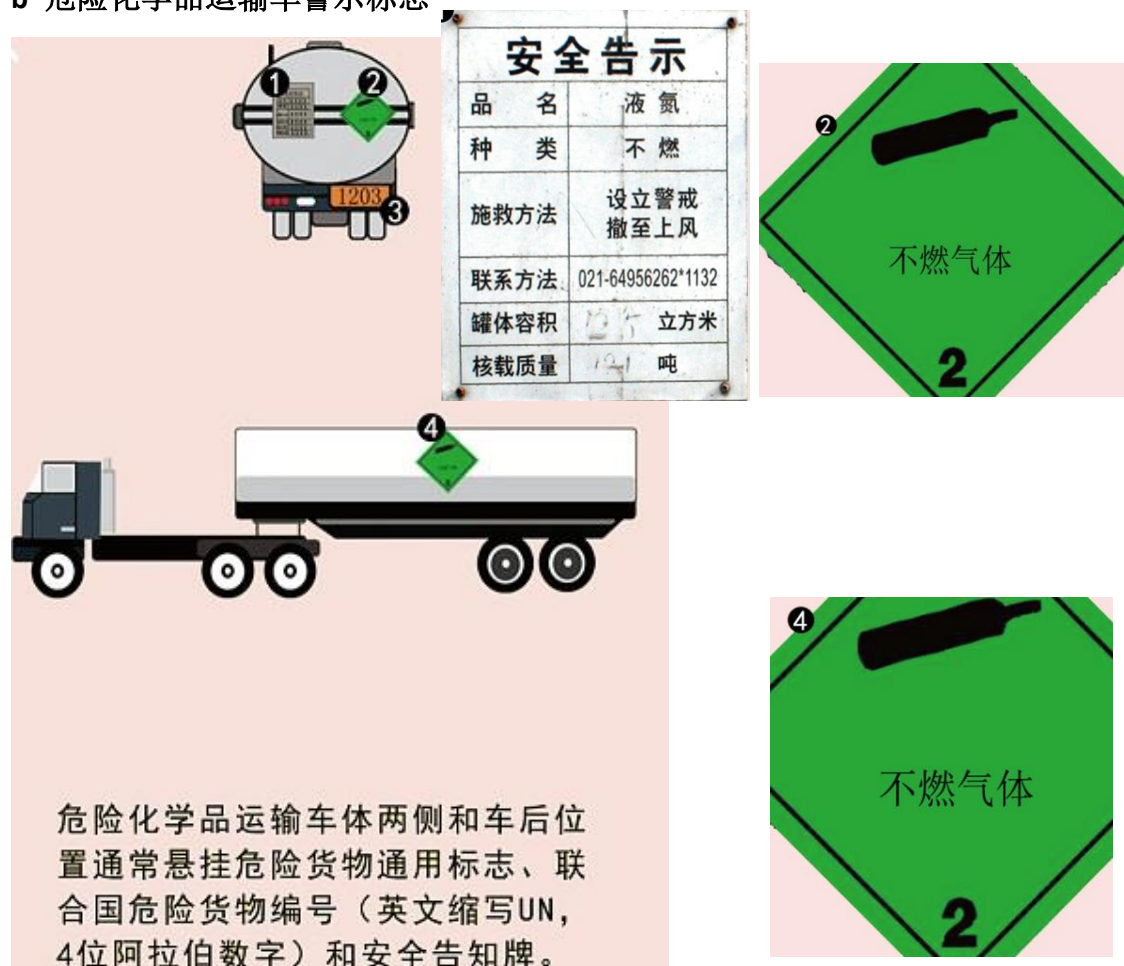 b 危险化学品运输车警示标志
1
2
1203
3
安全告示
品 名 液氮
种 类 不燃
施救方法 设立警戒
撤至上风
联系方法 021-64956262*1132
罐体容积 立方米
核载质量 吨
2
不燃气体
2
4
4
不燃气体
2
危险化学品运输车体两侧和车后位
置通常悬挂危险货物通用标志、联
合国危险货物编号（英文缩写UN，
4位阿拉伯数字）和安全告知牌。